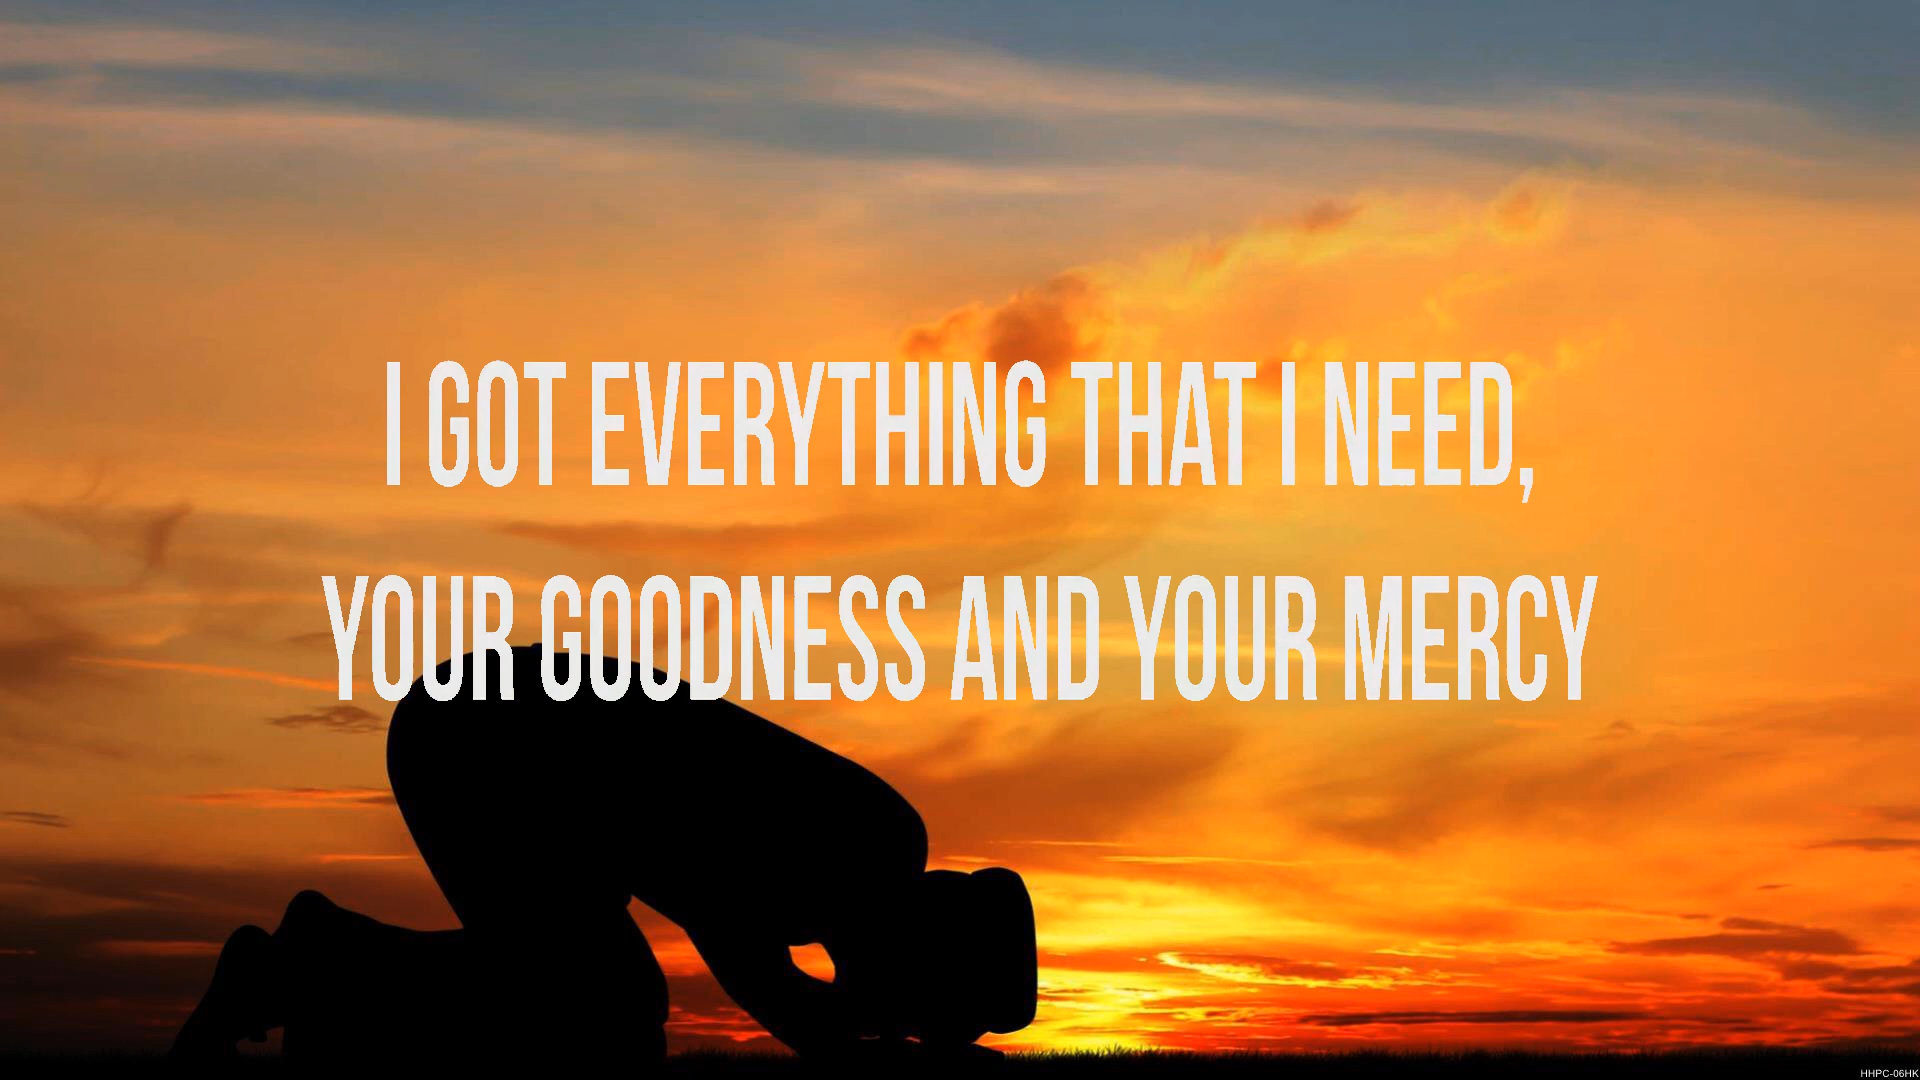 I GOT EVERYTHING THAT I NEED,
YOUR GOODNESS AND YOUR MERCY
HHPC-06HK